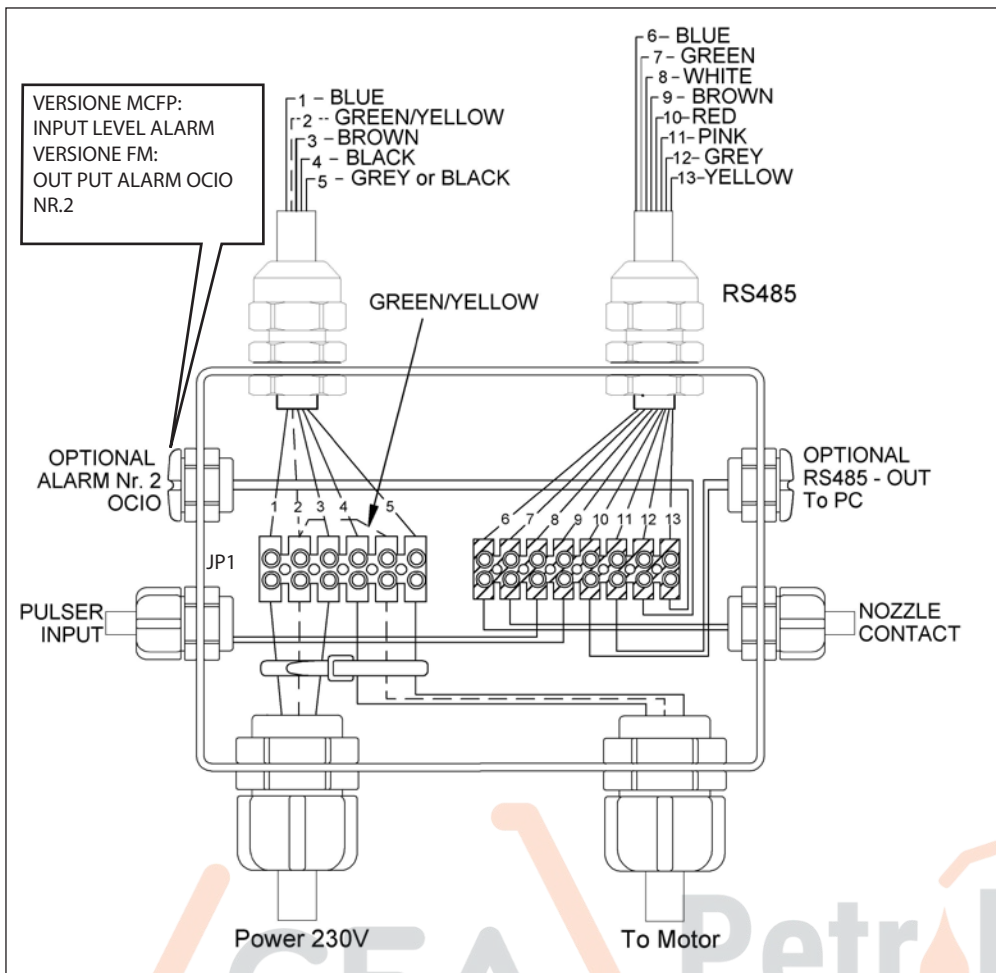 VERSIONE MCFP:
INPUT LEVEL ALARM
VERSIONE FM:
OUT PUT ALARM OCIO
NR.2
1 - BLUE
2 -- GREEN/YELLOW
3 - BROWN
4 - BLACK
5 - GREY or BLACK
6- BLUE
7- GREEN
8 - WHITE
9 - BROWN
10- RED
11- PINK
12- GREY
13- YELLOW
RS485
GREEN/YELLOW
OPTIONAL
ALARM Nr. 2
OCIO
OPTIONAL
RS485 - OUT
To PC
1 2 3 4 5
6 7 8 9 10 11 12 13
JP1
PULSER
INPUT
NOZZLE
CONTACT
Power 230V
To Motor